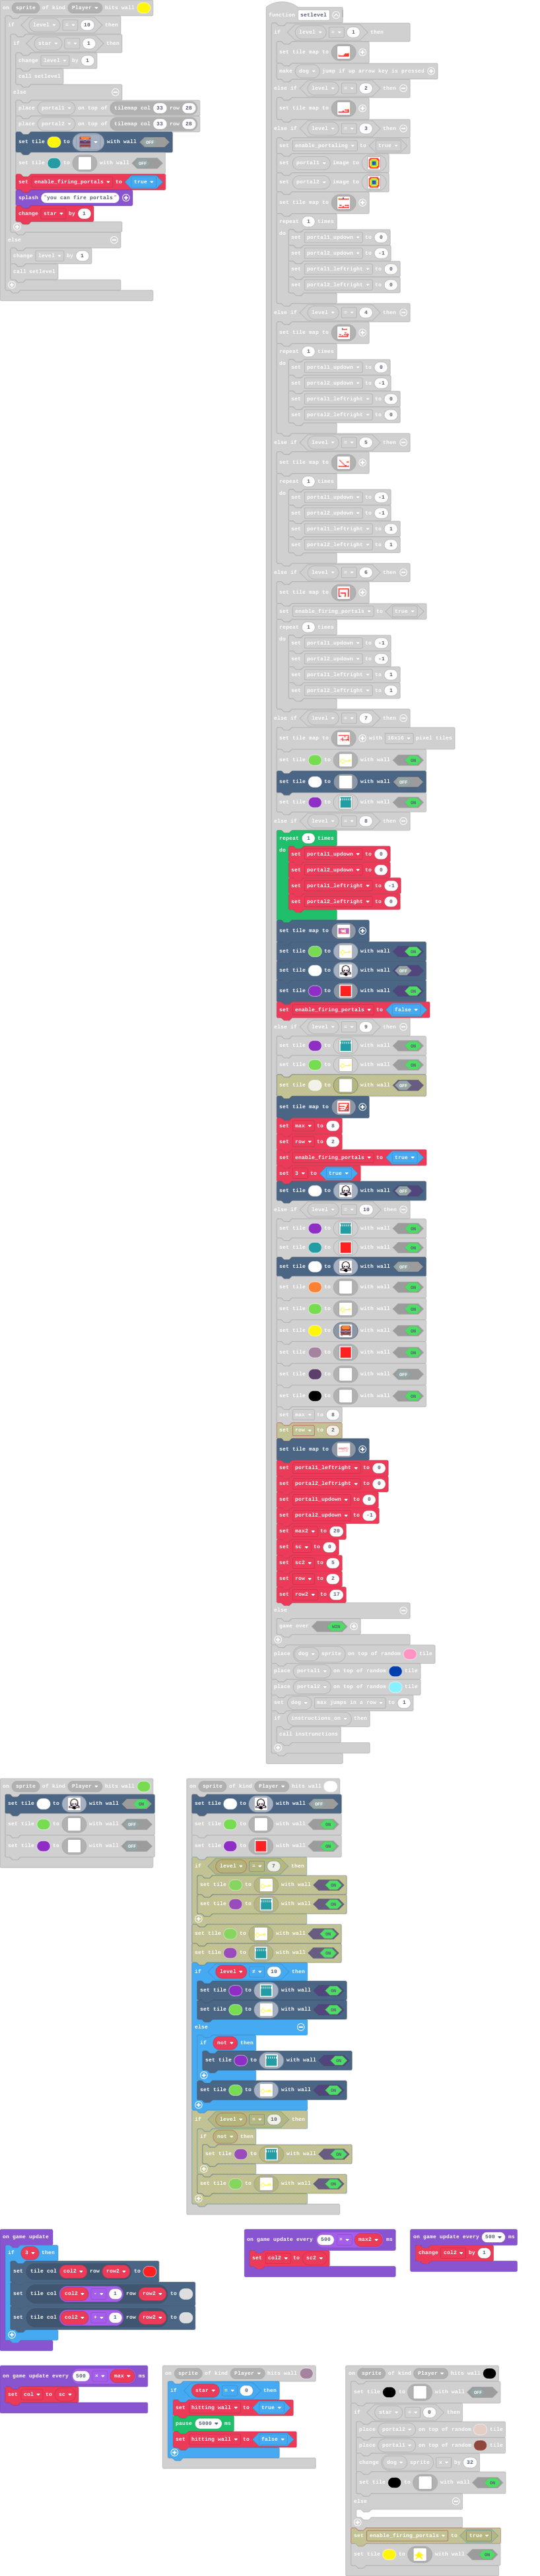 on sprite of kind Player hits wall
if level = 10 then
if star = 1 then
change level by 1
call setlevel
else
place portal1 on top of tilemap col 33 row 28
place portal2 on top of tilemap col 33 row 28
set tile to with wall OFF
set tile to with wall OFF
set enable_firing_portals to true
splash "you can fire portals"
change star by 1
else
change level by 1
call setlevel
function setlevel
if level = 1 then
set tile map to
make dog jump if up arrow key is pressed
else if level = 2 then
set tile map to
else if level = 3 then
set enable_portaling to true
set portal1 image to
set portal2 image to
set tile map to
repeat 1 times
do set portal1_updown to 0
set portal2_updown to -1
set portal1_leftright to 0
set portal2_leftright to 0
else if level = 4 then
set tile map to
repeat 1 times
do set portal1_updown to 0
set portal2_updown to -1
set portal1_leftright to 0
set portal2_leftright to 0
else if level = 5 then
set tile map to
repeat 1 times
do set portal1_updown to -1
set portal2_updown to -1
set portal1_leftright to 1
set portal2_leftright to 1
else if level = 6 then
set tile map to
set enable_firing_portals to true
repeat 1 times
do set portal1_updown to -1
set portal2_updown to -1
set portal1_leftright to 1
set portal2_leftright to 1
else if level = 7 then
set tile map to with 16x16 pixel tiles
set tile to with wall ON
set tile to with wall OFF
set tile to with wall ON
else if level = 8 then
repeat 1 times
do set portal1_updown to 0
set portal2_updown to 0
set portal1_leftright to -1
set portal2_leftright to 0
set tile map to
set tile to with wall ON
set tile to with wall OFF
set tile to with wall ON
set enable_firing_portals to false
else if level = 9 then
set tile to with wall ON
set tile to with wall ON
set tile to with wall OFF
set tile map to
set max to 8
set row to 2
set enable_firing_portals to true
set 3 to true
set tile to with wall OFF
else if level = 10 then
set tile to with wall ON
set tile to with wall ON
set tile to with wall OFF
set tile to with wall ON
set tile to with wall ON
set tile to with wall ON
set tile to with wall ON
set tile to with wall OFF
set tile to with wall ON
set max to 8
set row to 2
set tile map to
set portal1_leftright to 0
set portal2_leftright to 0
set portal1_updown to 0
set portal2_updown to -1
set max2 to 20
set sc to 0
set sc2 to 5
set row to 2
set row2 to 17
else
game over WIN
place dog sprite on top of random tile
place portal1 on top of random tile
place portal2 on top of random tile
set dog max jumps in a row to 1
if instructions_on then
call instrunctions
on sprite of kind Player hits wall
set tile to with wall ON
set tile to with wall OFF
set tile to with wall OFF
on sprite of kind Player hits wall
set tile to with wall OFF
set tile to with wall ON
set tile to with wall ON
if level = 7 then
set tile to with wall ON
set tile to with wall ON
set tile to with wall ON
set tile to with wall ON
if level ≠ 10 then
set tile to with wall ON
set tile to with wall ON
else
if not then
set tile to with wall ON
set tile to with wall ON
if level = 10 then
if not then
set tile to with wall ON
set tile to with wall ON
on game update
if 3 then
set tile col col2 row row2 to
set tile col col2 - 1 row row2 to
set tile col col2 + 1 row row2 to
on game update every 500 × max2 ms
set col2 to sc2
on game update every 500 ms
change col2 by 1
on game update every 500 × max ms
set col to sc
on sprite of kind Player hits wall
if star = 0 then
set hitting wall to true
pause 5000 ms
set hitting wall to false
on sprite of kind Player hits wall
set tile to with wall OFF
if star = 0 then
place portal2 on top of random tile
place portal1 on top of random tile
change dog sprite x by 32
set tile to with wall ON
else
set enable_firing_portals to true
set tile to with wall ON